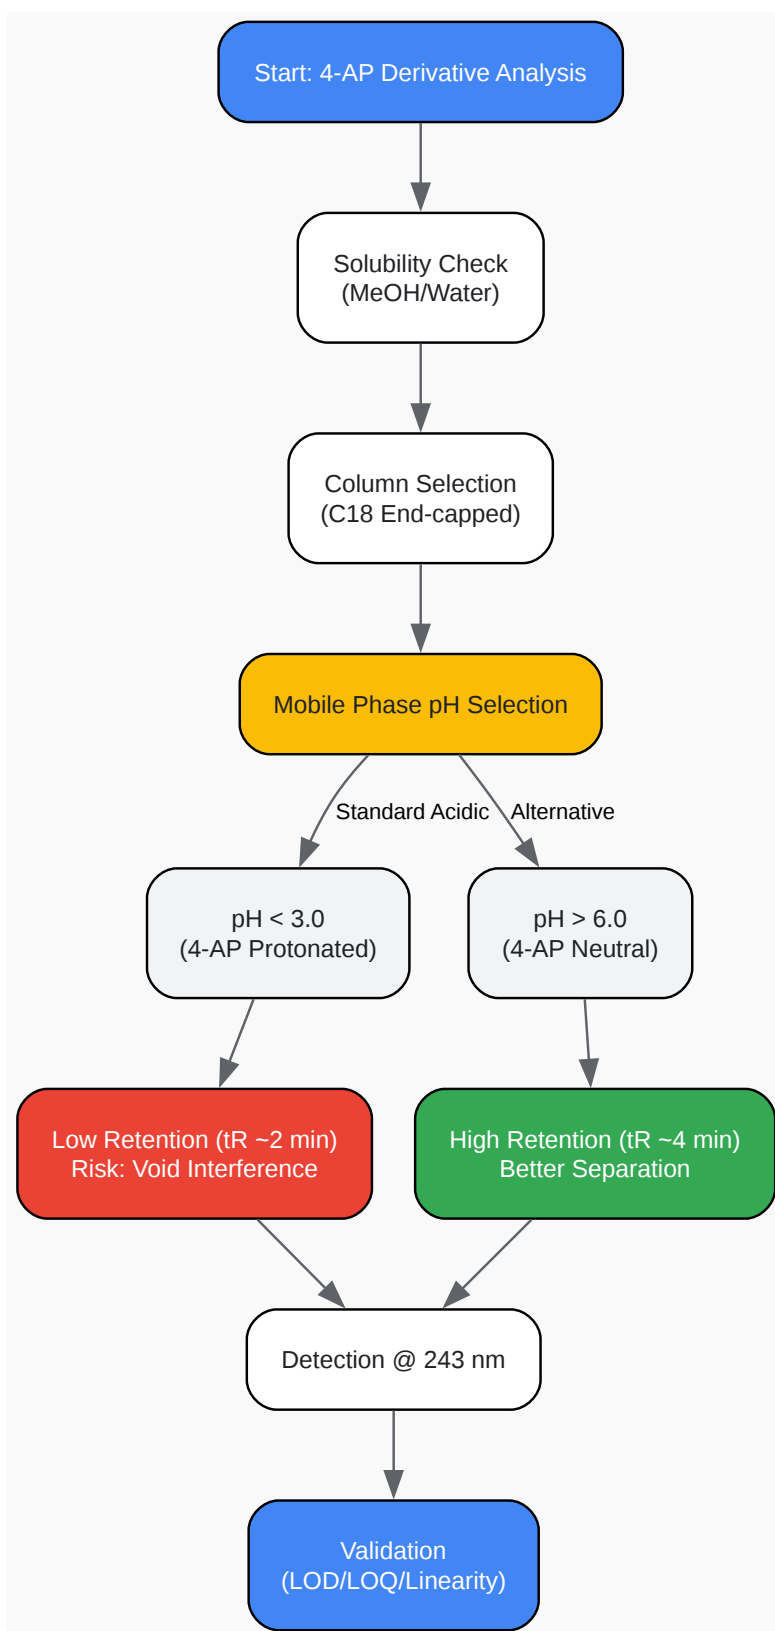 Start: 4-AP Derivative Analysis
Solubility Check
(MeOH/Water)
Column Selection
(C18 End-capped)
Mobile Phase pH Selection
Standard Acidic
Alternative
pH < 3.0
(4-AP Protonated)
pH > 6.0
(4-AP Neutral)
Low Retention (tR ~2 min)
Risk: Void Interference
High Retention (tR ~4 min)
Better Separation
Detection @ 243 nm
Validation
(LOD/LOQ/Linearity)